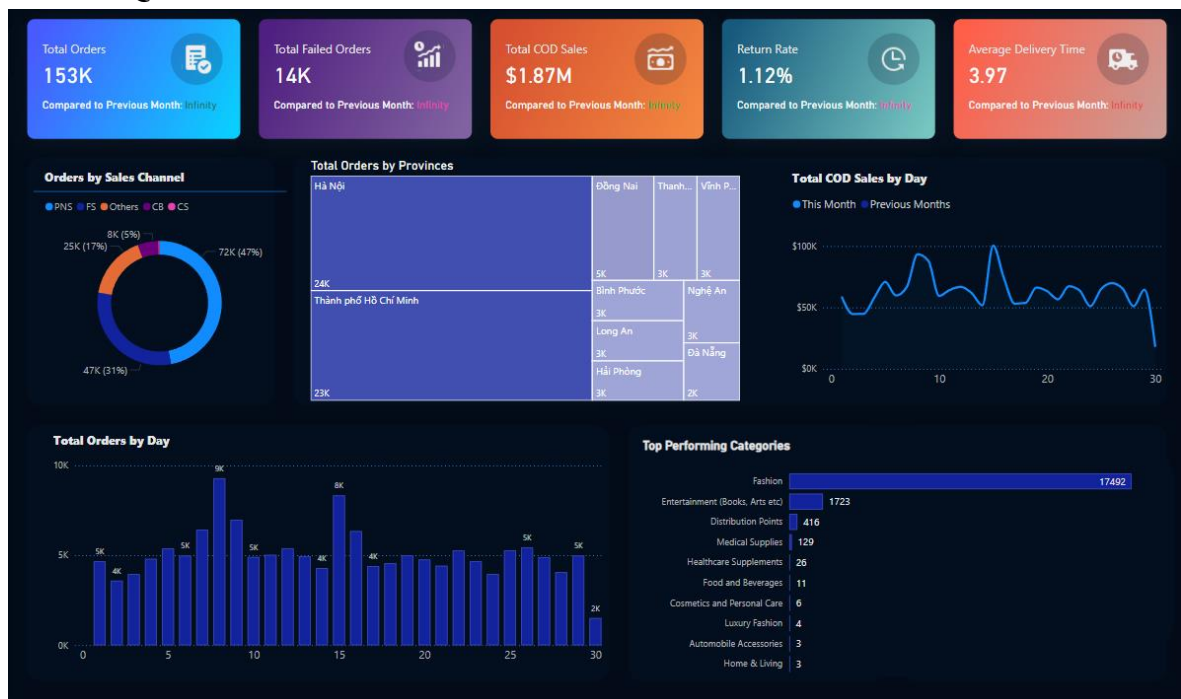 Total Orders
153K
Compared to Previous Month: Infinity
Total Failed Orders
14K
Compared to Previous Month: Infinity
Total COD Sales
$1.87M
Compared to Previous Month: Infinity
Return Rate
1.12%
Compared to Previous Month: Infinity
Average Delivery Time
3.97
Compared to Previous Month: Infinity
Orders by Sales Channel
PNS FS Others CB CS
8K (5%)
25K (17%)
72K (47%)
47K (31%)
Total Orders by Provinces
Hà Nội
24K
Thành phố Hồ Chí Minh
23K
Đồng Nai
5K
Thanh...
3K
Vĩnh P...
3K
Bình Phước
3K
Nghệ An
3K
Long An
3K
Đà Nẵng
2K
Hải Phòng
3K
Total COD Sales by Day
This Month Previous Months
$100K
$50K
$0K
0 10 20 30
Total Orders by Day
10K
5K
0K
5K 4K 5K 9K 5K 4K 8K 4K 5K 5K 2K
0 5 10 15 20 25 30
Top Performing Categories
Fashion 17492
Entertainment (Books, Arts etc) 1723
Distribution Points 416
Medical Supplies 129
Healthcare Supplements 26
Food and Beverages 11
Cosmetics and Personal Care 6
Luxury Fashion 4
Automobile Accessories 3
Home & Living 3